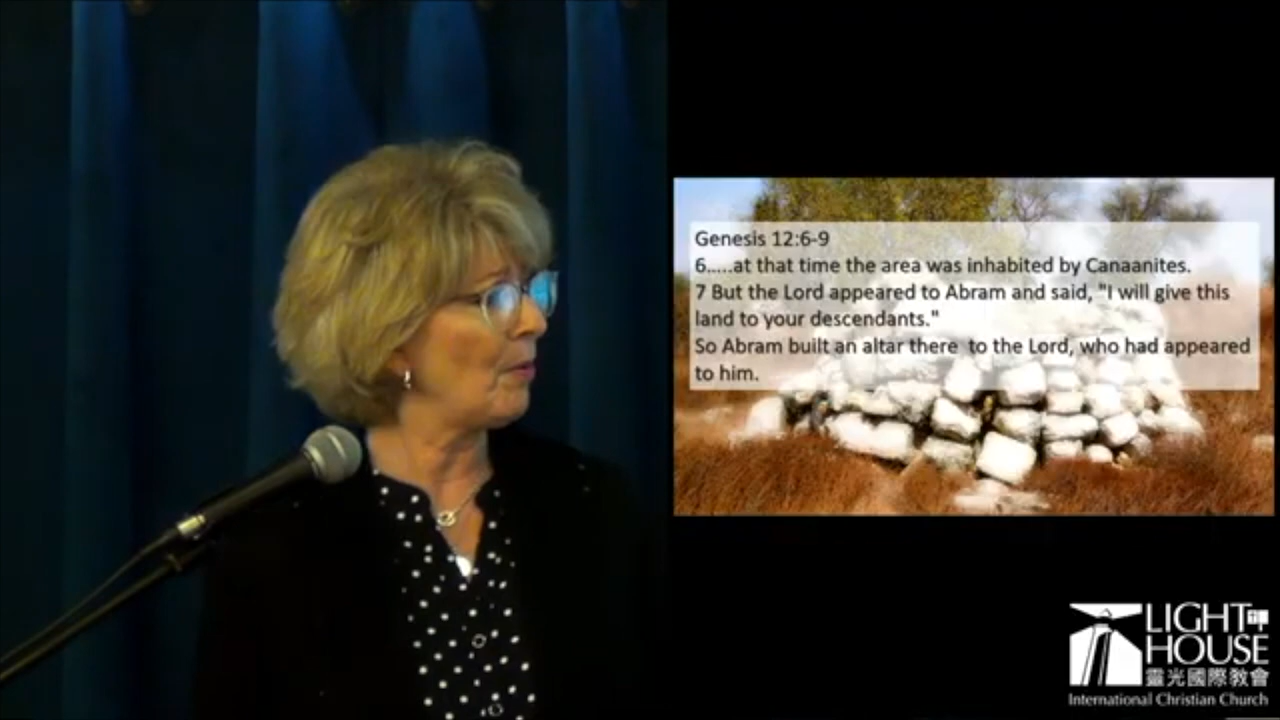 Genesis 12:6-9
6.....at that time the area was inhabited by Canaanites.
7 But the Lord appeared to Abram and said, "I will give this
land to your descendants."
So Abram built an altar there  to the Lord, who had appeared
to him.
LIGHT
HOUSE
靈光國際教會
International Christian Church